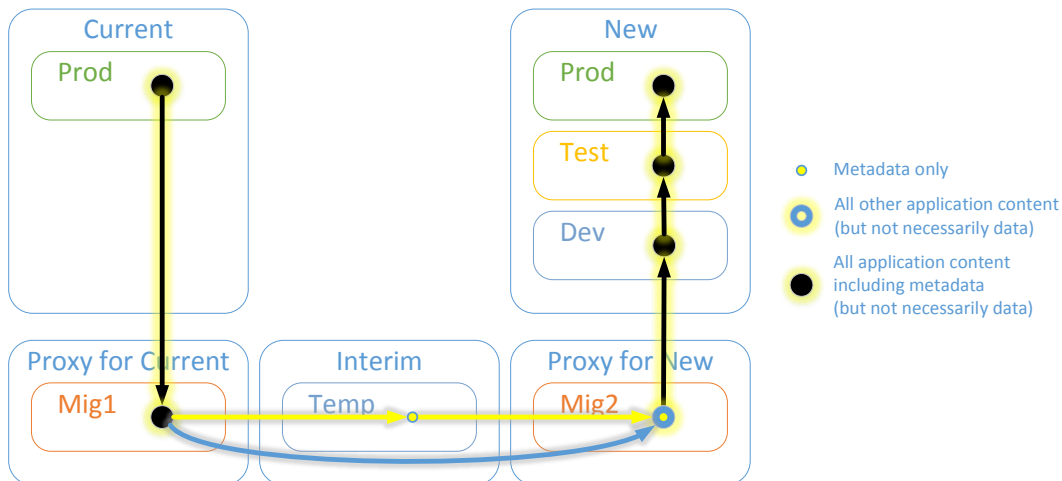 Current
Prod
New
Prod
Test
Dev
Metadata only
All other application content
(but not necessarily data)
All application content
including metadata
(but not necessarily data)
Proxy for Current
Mig1
Interim
Temp
Proxy for New
Mig2